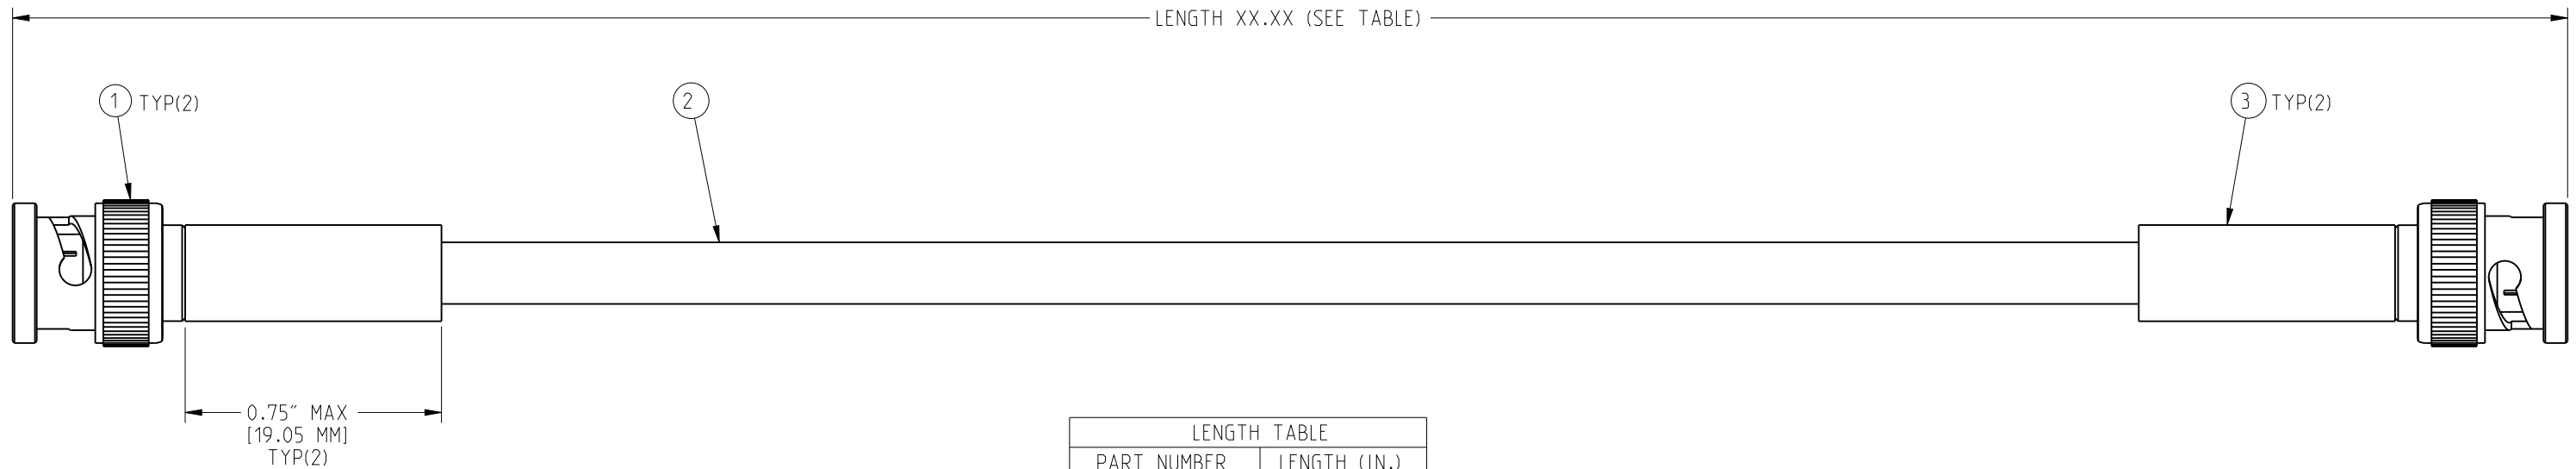 LENGTH XX.XX (SEE TABLE)
1 TYP(2)
2
3 TYP(2)
0.75" MAX
[19.05 MM]
TYP(2)
LENGTH TABLE
PART NUMBER LENGTH (IN.)